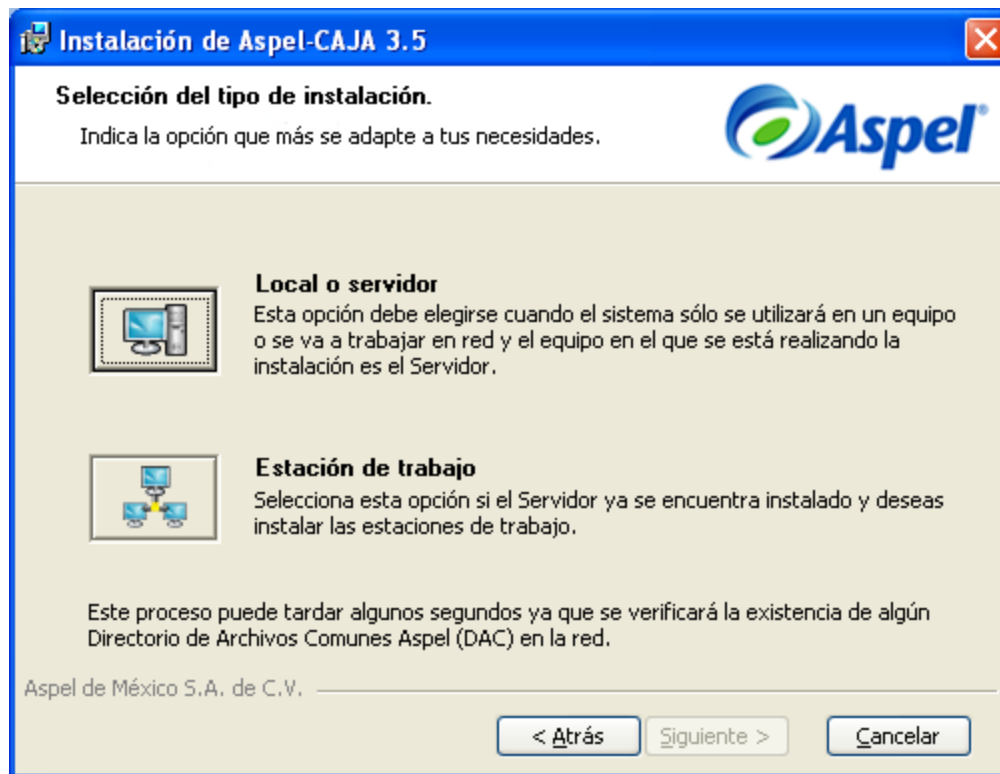 Instalación de Aspel-CAJA 3.5
Selección del tipo de instalación.
Indica la opción que más se adapte a tus necesidades.
Aspel®
Local o servidor
Esta opción debe elegirse cuando el sistema sólo se utilizará en un equipo
o se va a trabajar en red y el equipo en el que se está realizando la
instalación es el Servidor.
Estación de trabajo
Selecciona esta opción si el Servidor ya se encuentra instalado y deseas
instalar las estaciones de trabajo.
Este proceso puede tardar algunos segundos ya que se verificará la existencia de algún
Directorio de Archivos Comunes Aspel (DAC) en la red.
Aspel de México S.A. de C.V.
< Atrás
Siguiente >
Cancelar